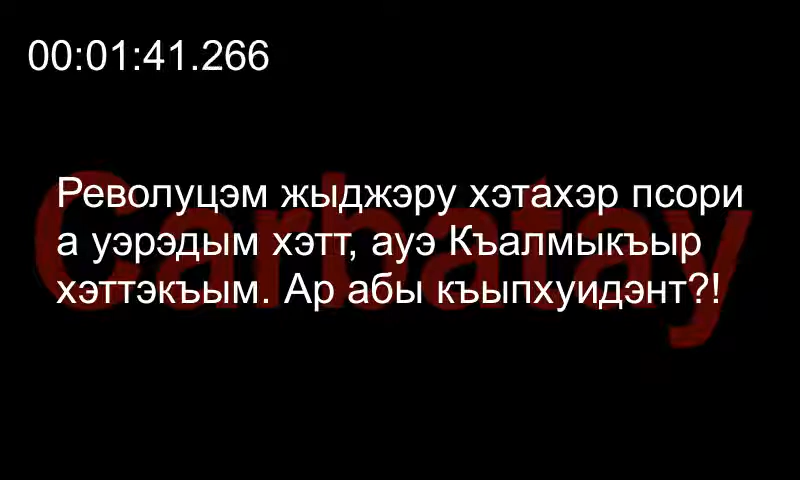 00:01:41.266
Carbatay
Революцэм жыджэру хэтахэр псори
а уэрэдым хэтт, ауэ Къалмыкъыр
хэттэкъым. Ар абы къыпхуидэнт?!